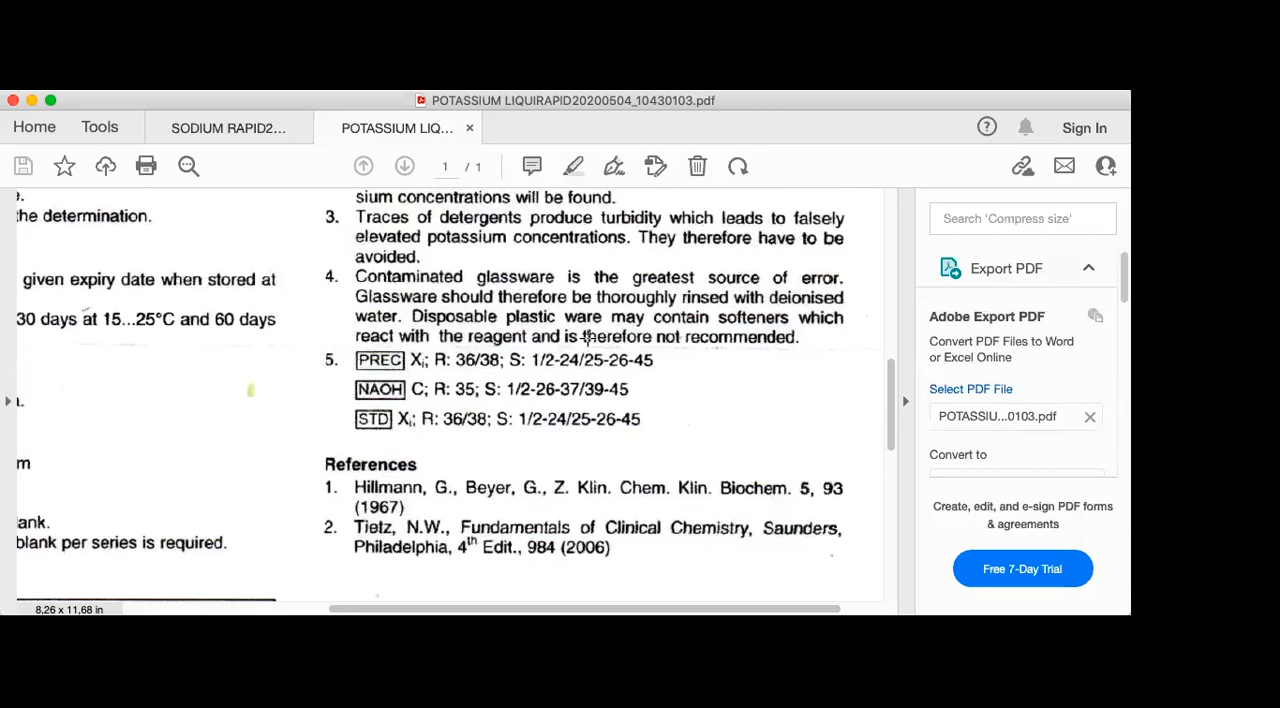 POTASSIUM LIQUIRAPID20200504_10430103.pdf
Home Tools SODIUM RAPID2... POTASSIUM LIQ... × Sign In
1 / 1
sium concentrations will be found.
3. Traces of detergents produce turbidity which leads to falsely
elevated potassium concentrations. They therefore have to be
avoided.
4. Contaminated glassware is the greatest source of error.
Glassware should therefore be thoroughly rinsed with deionised
water. Disposable plastic ware may contain softeners which
react with the reagent and is therefore not recommended.
5. PREC Xi; R: 36/38; S: 1/2-24/25-26-45
NAOH C; R: 35; S: 1/2-26-37/39-45
STD Xi; R: 36/38; S: 1/2-24/25-26-45
References
1. Hillmann, G., Beyer, G., Z. Klin. Chem. Klin. Biochem. 5, 93
(1967)
2. Tietz, N.W., Fundamentals of Clinical Chemistry, Saunders,
Philadelphia, 4th Edit., 984 (2006)
e.
the determination.
given expiry date when stored at
30 days at 15...25°C and 60 days
m
lank.
blank per series is required.
8,26 x 11,68 in
Search 'Compress size'
Export PDF
Adobe Export PDF
Convert PDF Files to Word
or Excel Online
Select PDF File
POTASSIU...0103.pdf
Convert to
Create, edit, and e-sign PDF forms
& agreements
Free 7-Day Trial